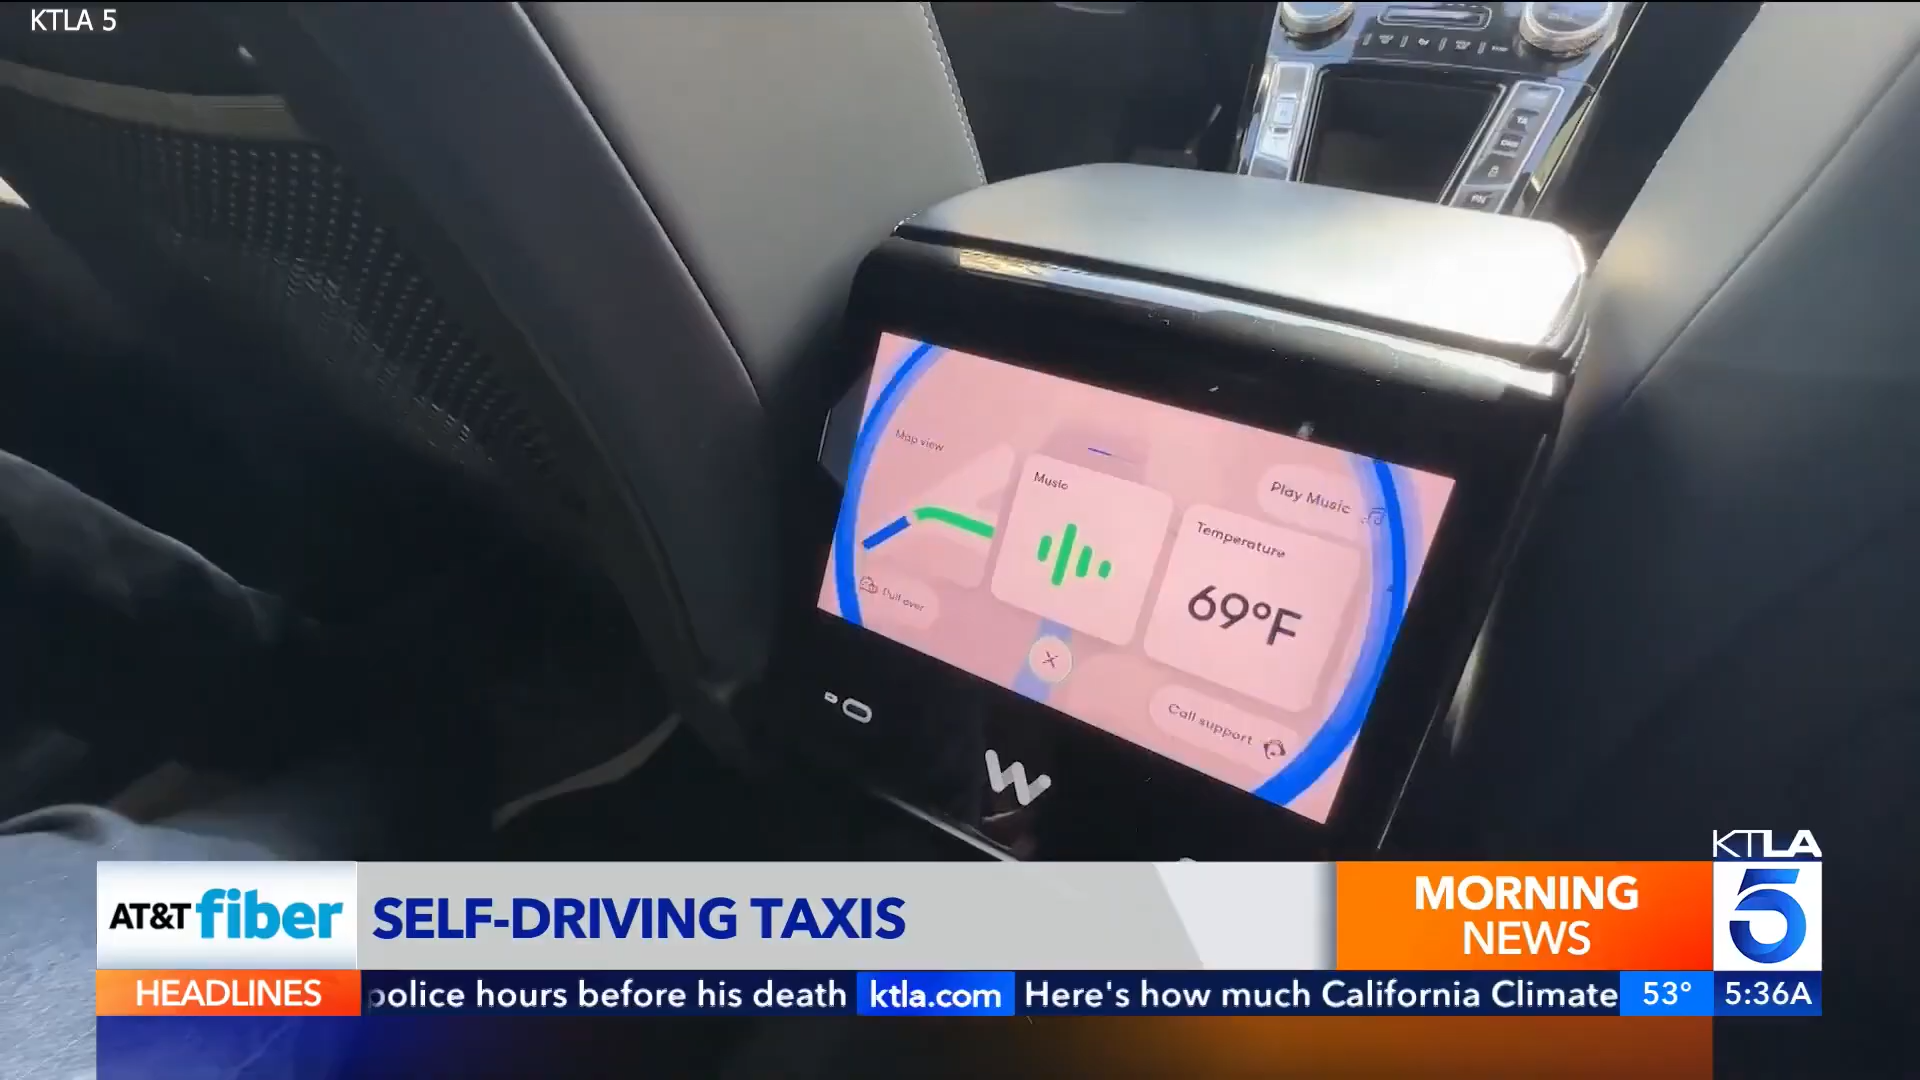 KTLA 5
Map view
Music
Play Music
Temperature
69°F
Pull over
Call support
KTLA
5
AT&T fiber
SELF-DRIVING TAXIS
MORNING
NEWS
HEADLINES
police hours before his death ktla.com Here's how much California Climate
53°
5:36A